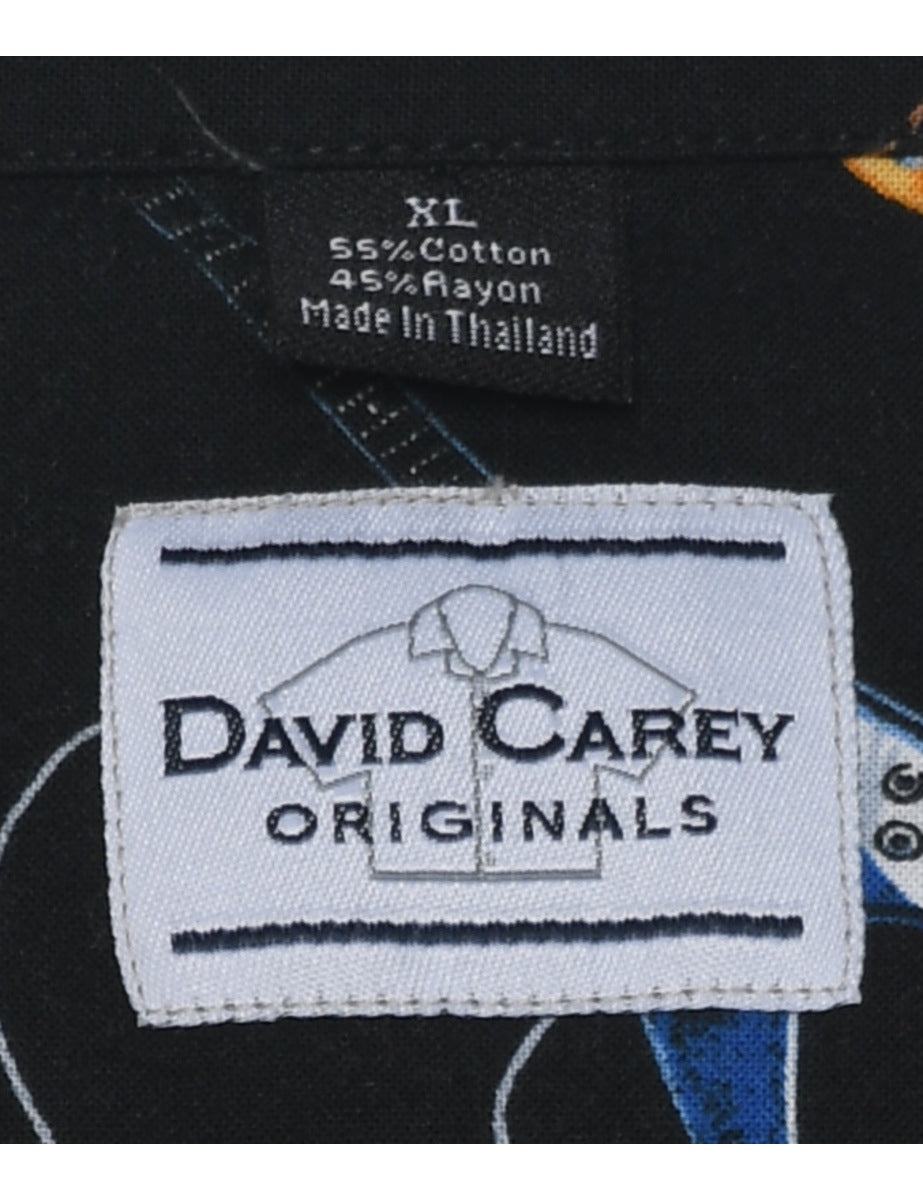 XL
55%Cotton
45%Rayon
Made In Thailand
DAVID CAREY
ORIGINALS